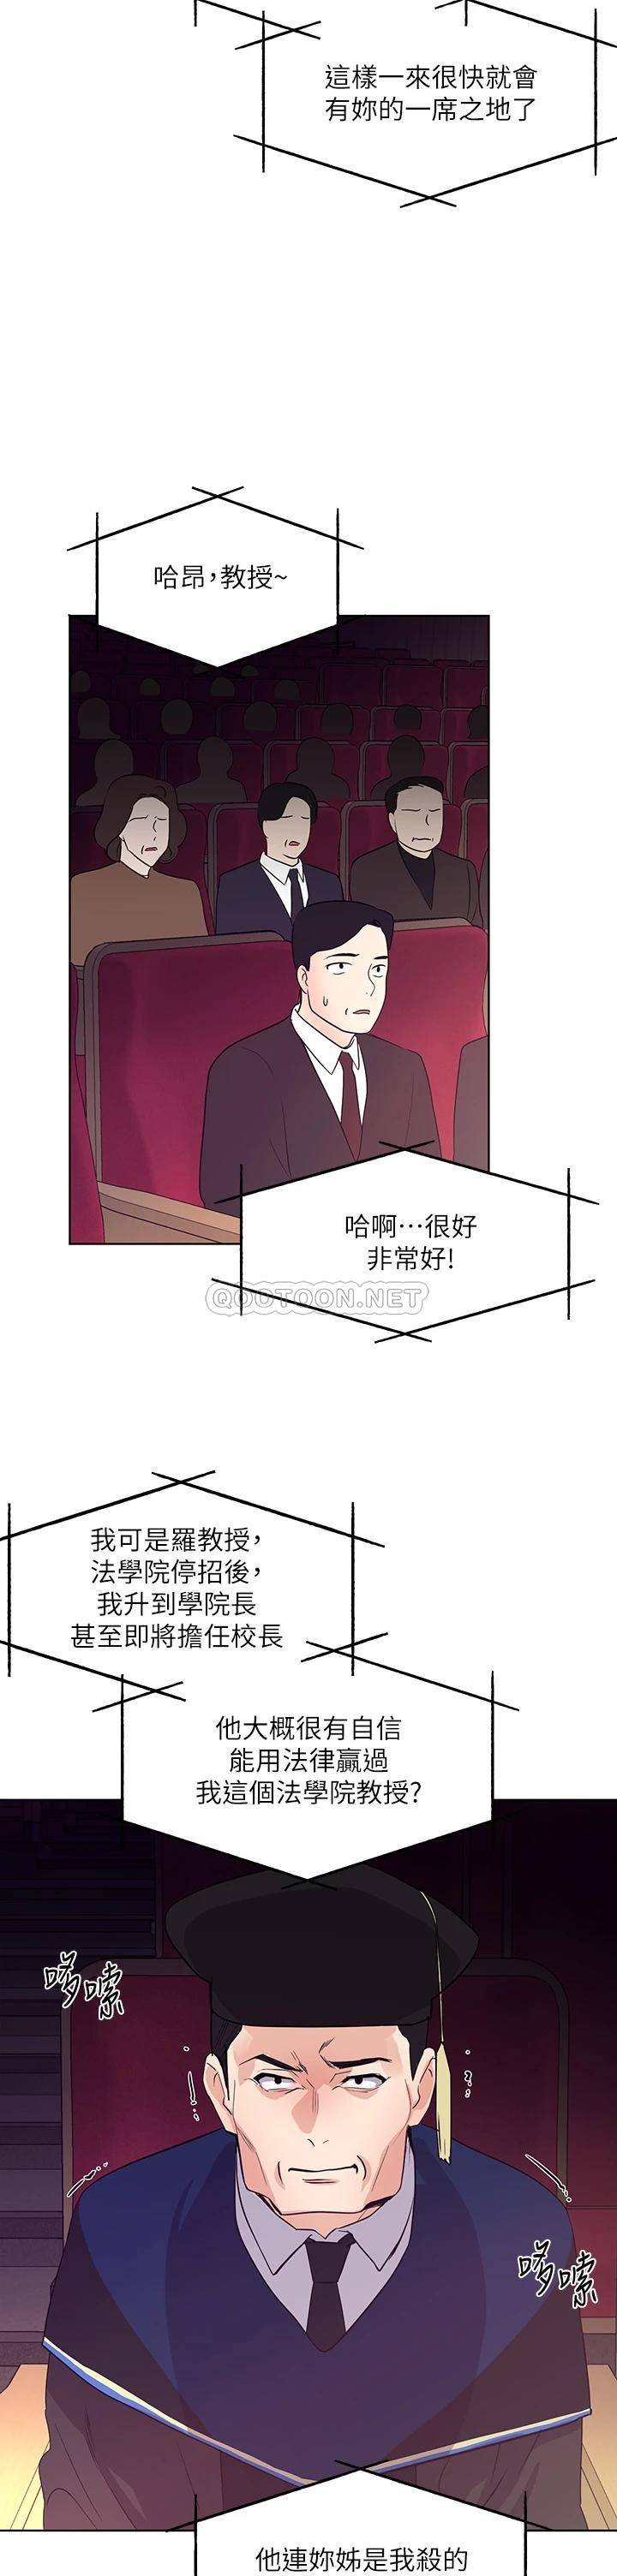 這樣一來很快就會
有妳的一席之地了
哈昂,教授~
哈啊…很好
非常好!
QOOTOON.NET
我可是羅教授,
法學院停招後,
我升到學院長
甚至即將擔任校長
他大概很有自信
能用法律贏過
我這個法學院教授?
哆嗦
哆嗦
他連妳姊是我殺的